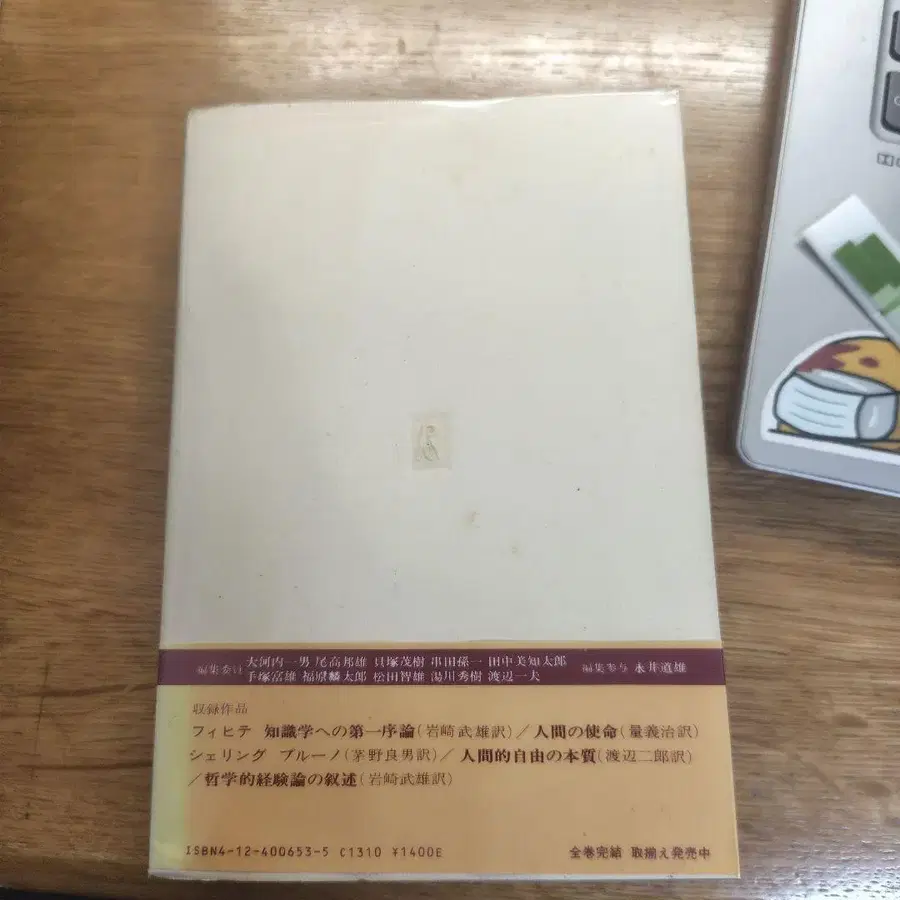 大河内一男 尾高邦雄 貝塚茂樹 串田孫一 田中美知太郎
責任編集 手塚富雄 福原麟太郎 松田智雄 湯川秀樹 渡辺一夫
永井道雄
収録作品
フィヒテ 知識学への第一序論(岩崎武雄訳)／人間の使命(量義治訳)
シェリング ブルーノ(茅野良男訳)／人間的自由の本質(渡辺二郎訳)
／哲学的経験論の叙述(岩崎武雄訳)
ISBN4-12-400653-5 C1310 ¥1400E 全巻完結 取揃え発売中